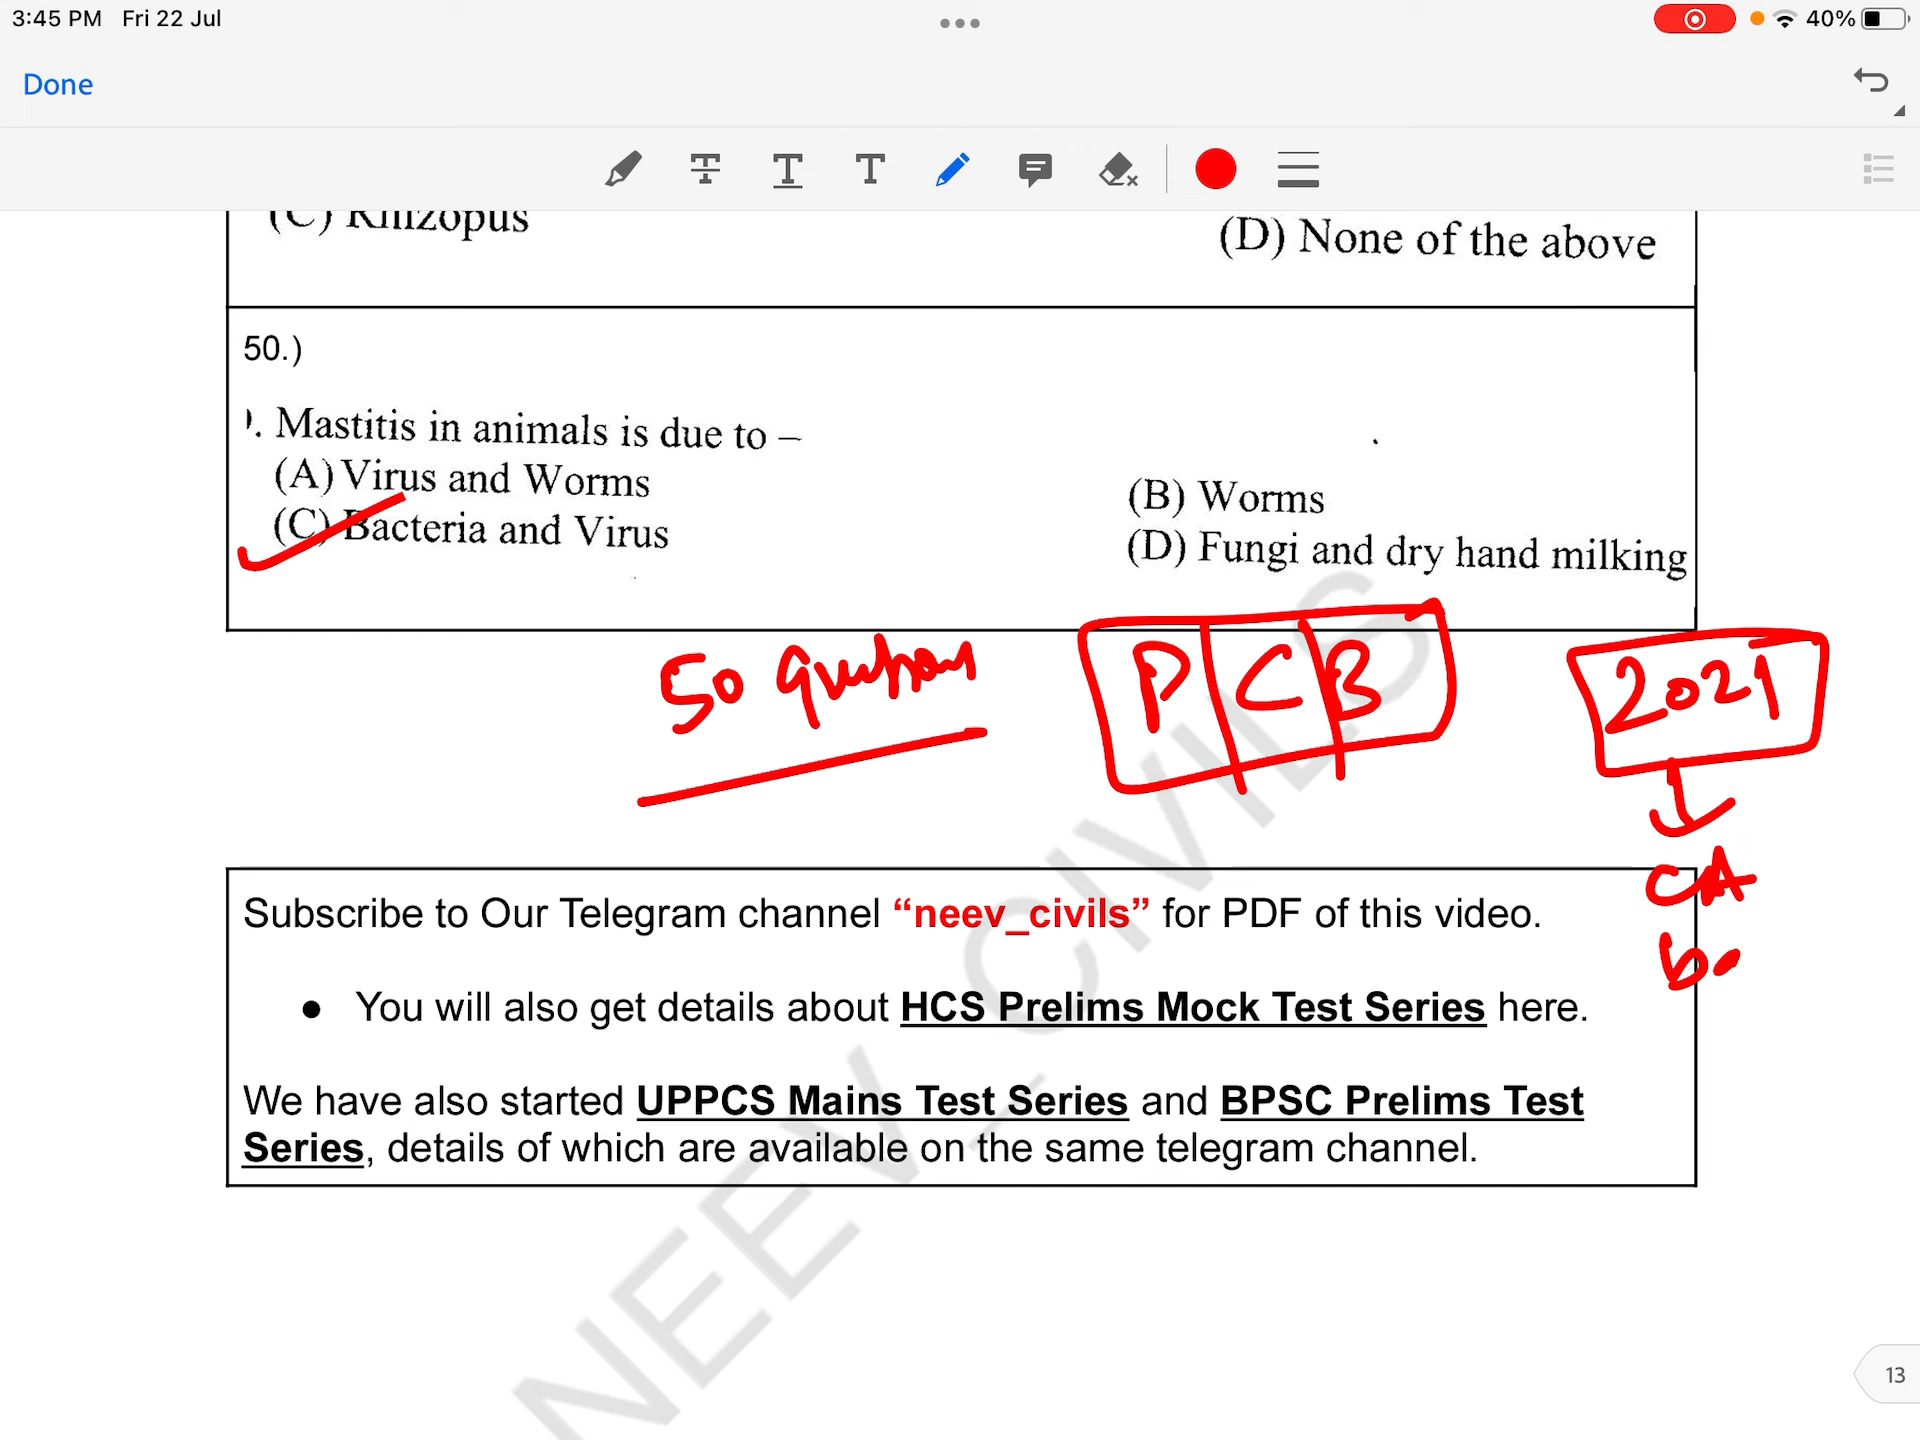 3:45 PM Fri 22 Jul
40%
Done
(C) Rhizopus
(D) None of the above
50.)
. Mastitis in animals is due to –
(A) Virus and Worms
(B) Worms
(C) Bacteria and Virus
(D) Fungi and dry hand milking
50 questions
P C B
2021
CA
Subscribe to Our Telegram channel “neev_civils” for PDF of this video.
● You will also get details about HCS Prelims Mock Test Series here.
We have also started UPPCS Mains Test Series and BPSC Prelims Test
Series, details of which are available on the same telegram channel.
NEEV_CIVILS
13